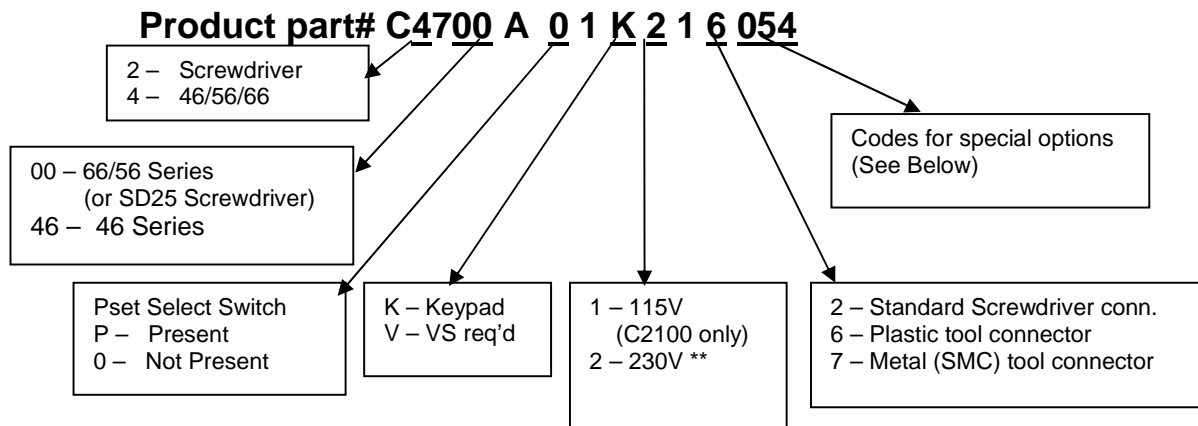 Product part# C4700 A 0 1 K 2 1 6 054
2 – Screwdriver
4 – 46/56/66
Codes for special options
(See Below)
00 – 66/56 Series
(or SD25 Screwdriver)
46 – 46 Series
Pset Select Switch
P – Present
0 – Not Present
K – Keypad
V – VS req’d
1 – 115V
(C2100 only)
2 – 230V **
2 – Standard Screwdriver conn.
6 – Plastic tool connector
7 – Metal (SMC) tool connector